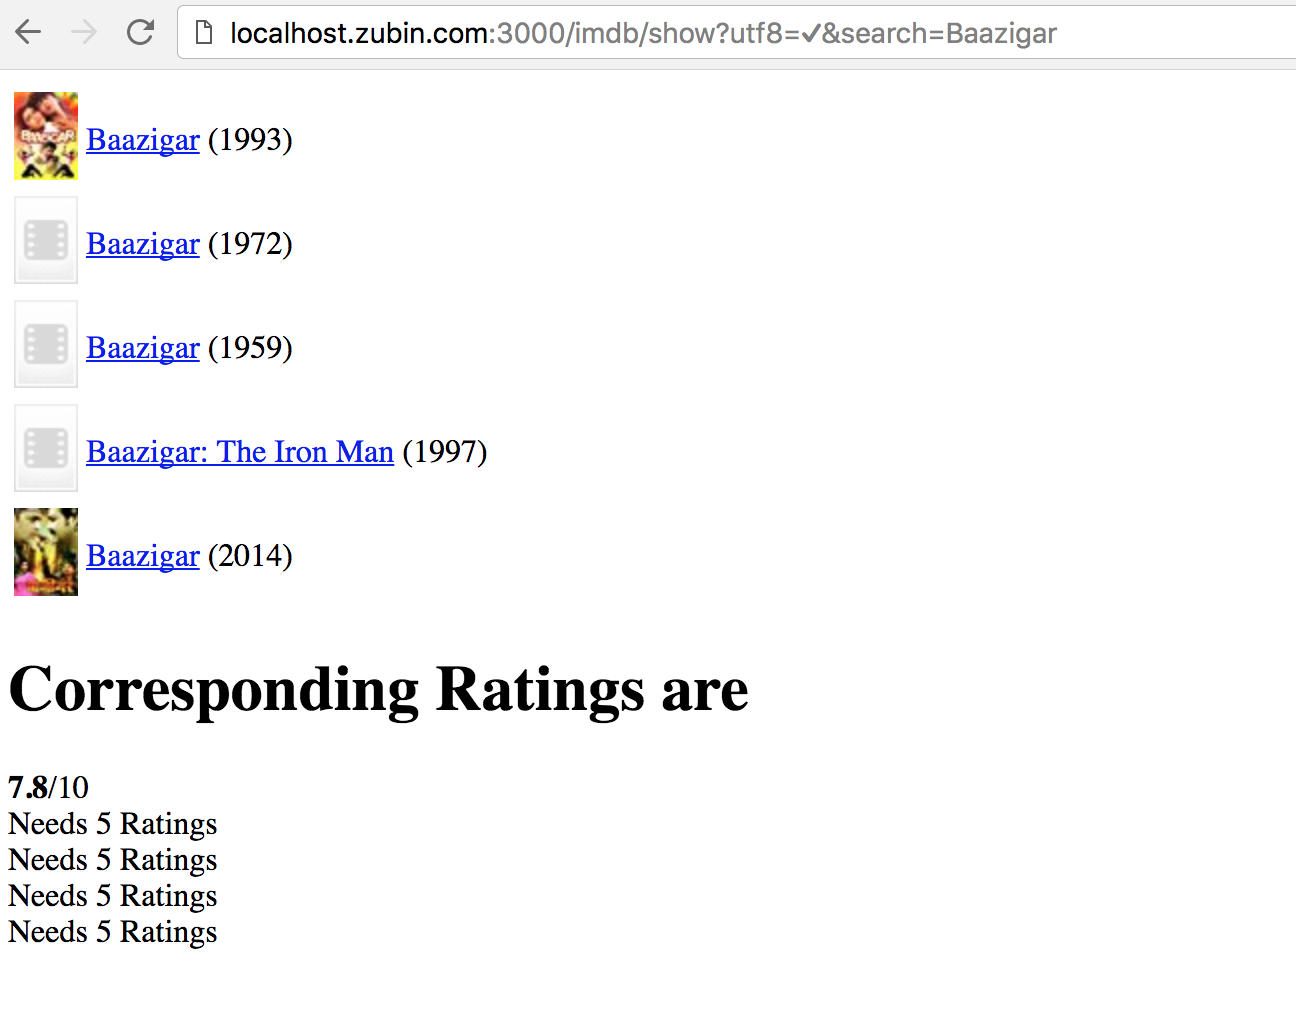 localhost.zubin.com:3000/imdb/show?utf8=✓&search=Baazigar
BAAZIGAR
Baazigar (1993)
Baazigar (1972)
Baazigar (1959)
Baazigar: The Iron Man (1997)
Baazigar (2014)
Corresponding Ratings are
7.8/10
Needs 5 Ratings
Needs 5 Ratings
Needs 5 Ratings
Needs 5 Ratings